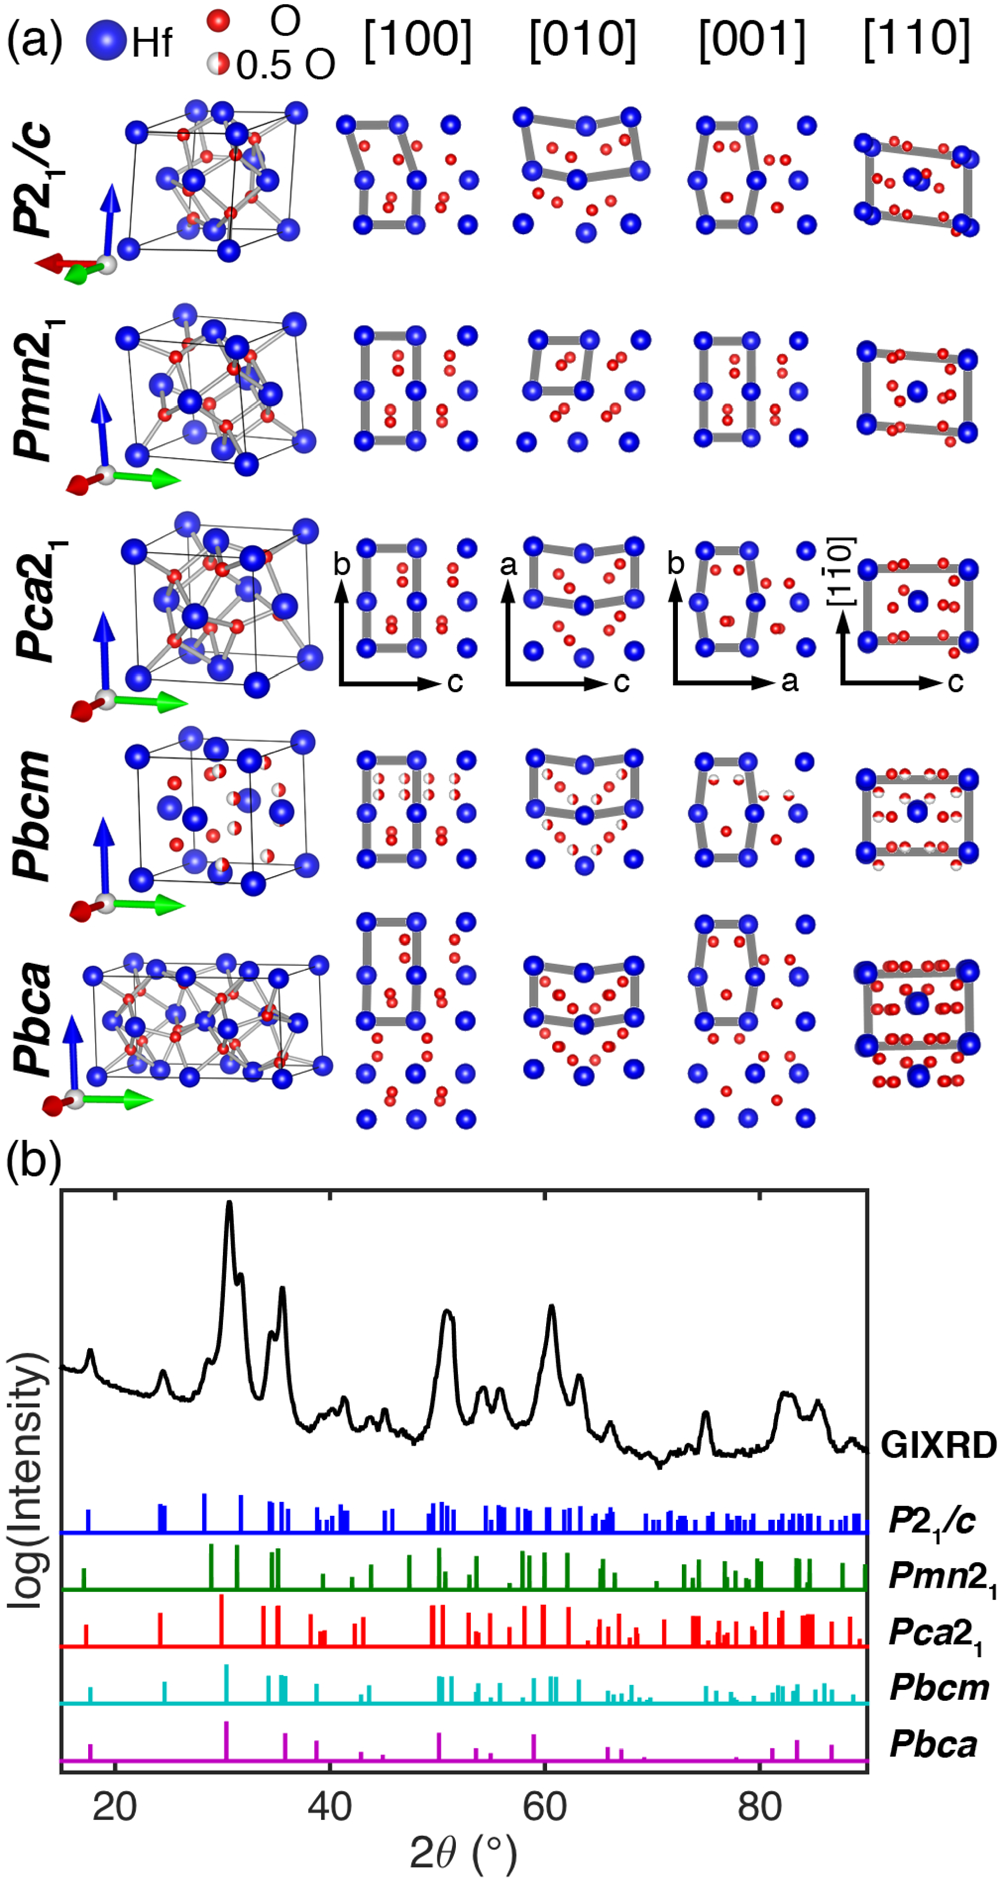 (a) Hf O [100] [010] [001] [110]
0.5 O
P2₁/c
Pmn2₁
Pca2₁
b
c
a
c
b
a
[11̄0]
c
Pbcm
Pbca
(b)
log(Intensity)
GIXRD
P2₁/c
Pmn2₁
Pca2₁
Pbcm
Pbca
20 40 60 80
2θ (°)